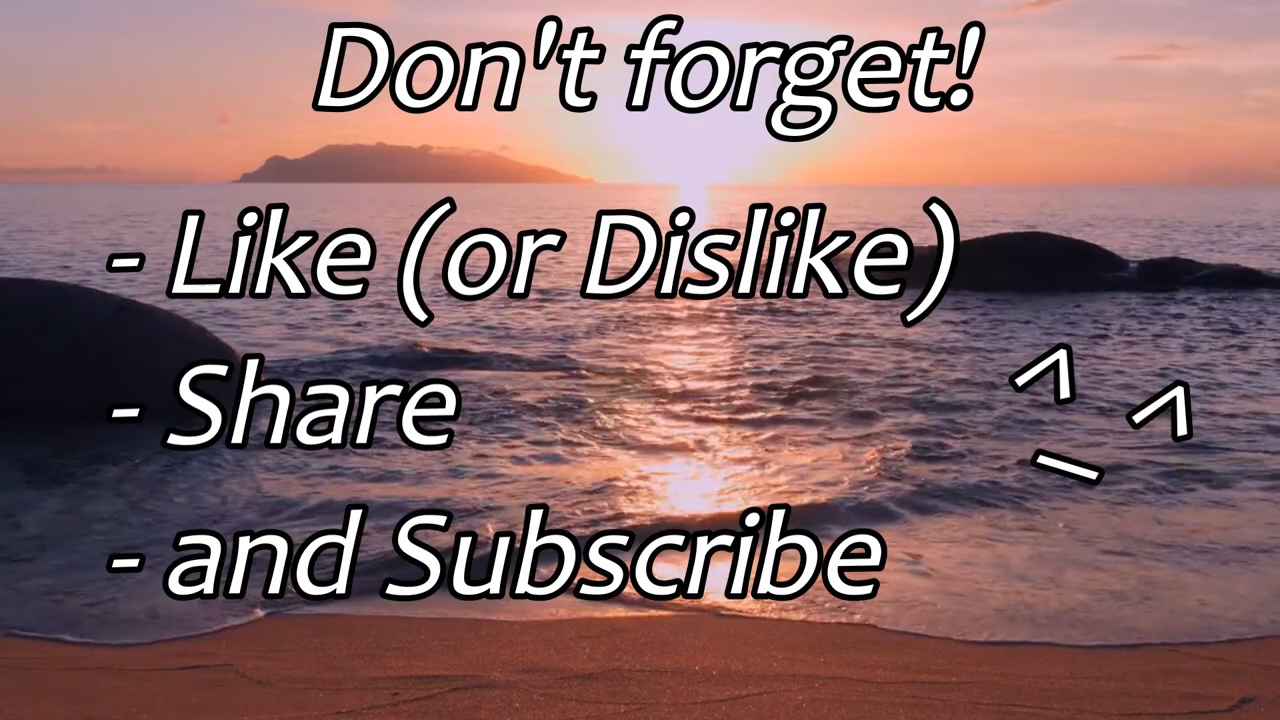 Don't forget!
- Like (or Dislike)
- Share
- and Subscribe
^_^